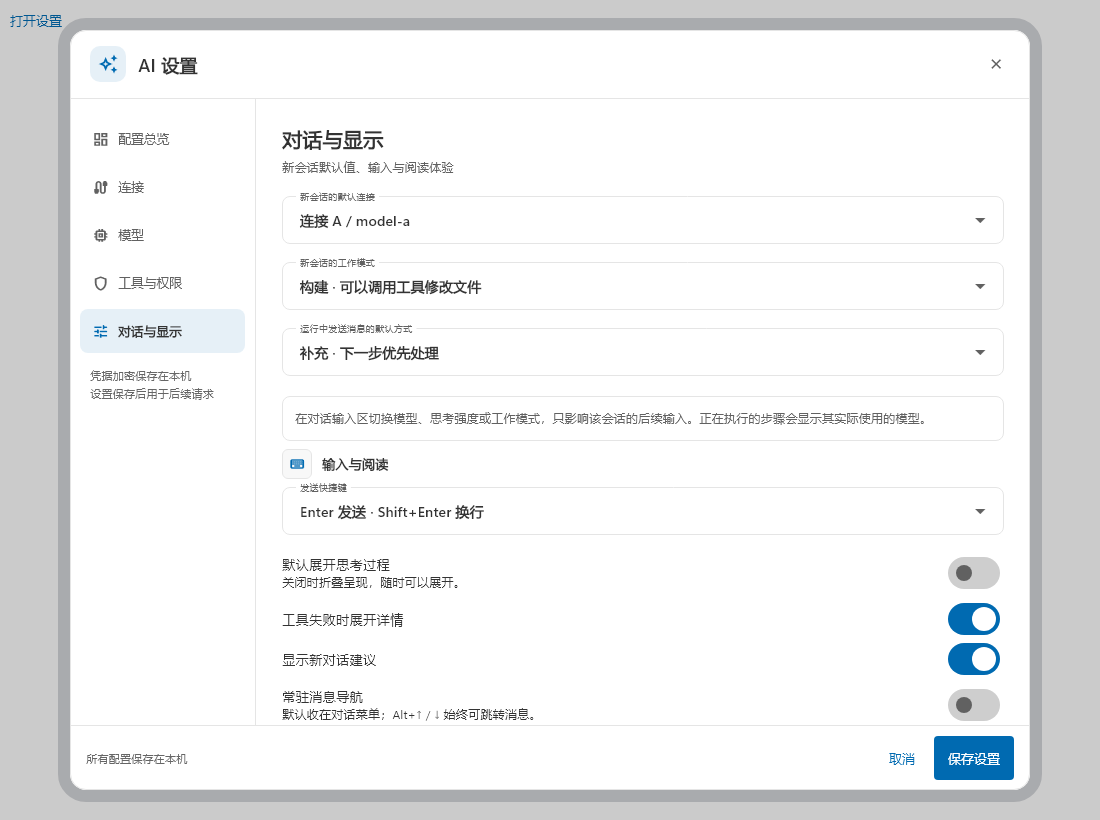 打开设置
AI 设置
配置总览
连接
模型
工具与权限
对话与显示
凭据加密保存在本机
设置保存后用于后续请求
对话与显示
新会话默认值、输入与阅读体验
新会话的默认连接
连接 A / model-a
新会话的工作模式
构建 · 可以调用工具修改文件
运行中发送消息的默认方式
补充 · 下一步优先处理
在对话输入区切换模型、思考强度或工作模式，只影响该会话的后续输入。正在执行的步骤会显示其实际使用的模型。
输入与阅读
发送快捷键
Enter 发送 · Shift+Enter 换行
默认展开思考过程
关闭时折叠呈现，随时可以展开。
工具失败时展开详情
显示新对话建议
常驻消息导航
默认收在对话菜单；Alt+↑ / ↓ 始终可跳转消息。
所有配置保存在本机
取消
保存设置